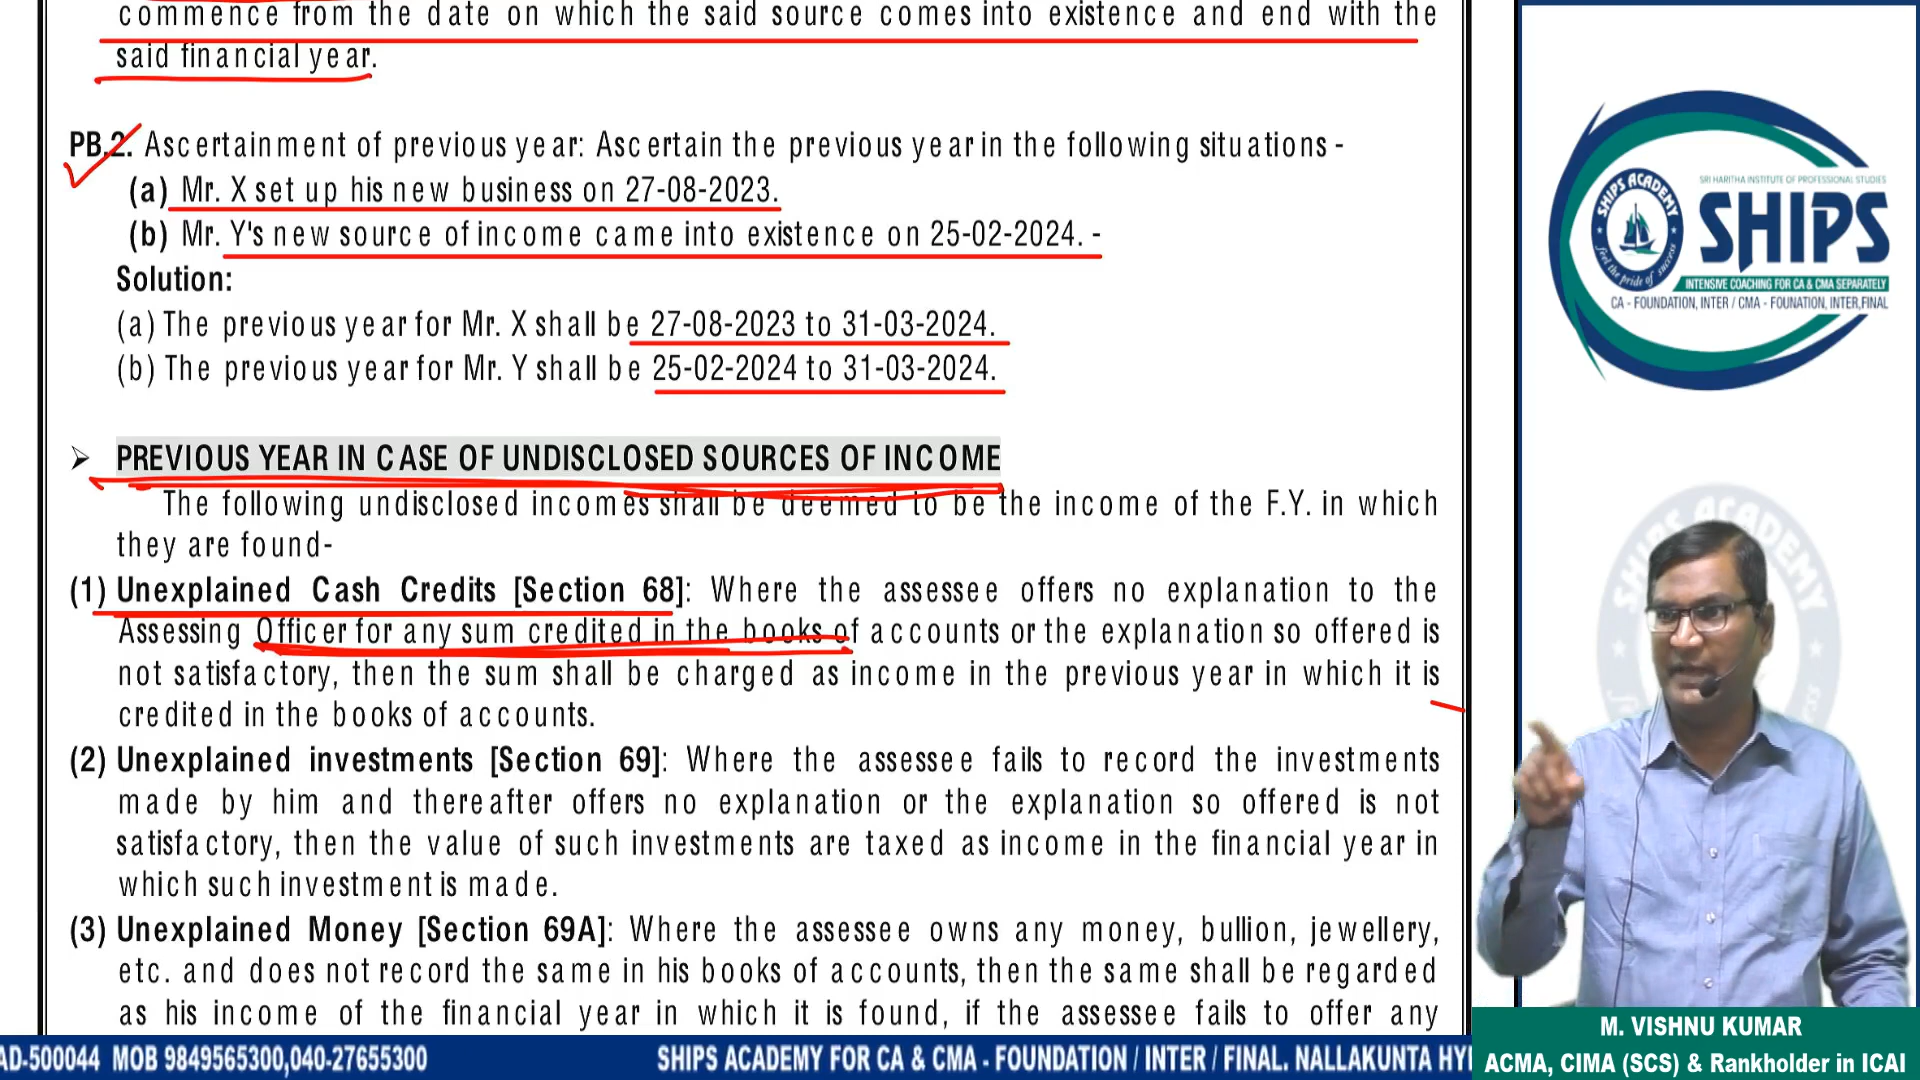 commence from the date on which the said source comes into existence and end with the
said financial year.
PB.2. Ascertainment of previous year: Ascertain the previous year in the following situations -
(a) Mr. X set up his new business on 27-08-2023.
(b) Mr. Y's new source of income came into existence on 25-02-2024. -
Solution:
(a) The previous year for Mr. X shall be 27-08-2023 to 31-03-2024.
(b) The previous year for Mr. Y shall be 25-02-2024 to 31-03-2024.
➢ PREVIOUS YEAR IN CASE OF UNDISCLOSED SOURCES OF INCOME
The following undisclosed incomes shall be deemed to be the income of the F.Y. in which
they are found-
(1) Unexplained Cash Credits [Section 68]: Where the assessee offers no explanation to the
Assessing Officer for any sum credited in the books of accounts or the explanation so offered is
not satisfactory, then the sum shall be charged as income in the previous year in which it is
credited in the books of accounts.
(2) Unexplained investments [Section 69]: Where the assessee fails to record the investments
made by him and thereafter offers no explanation or the explanation so offered is not
satisfactory, then the value of such investments are taxed as income in the financial year in
which such investment is made.
(3) Unexplained Money [Section 69A]: Where the assessee owns any money, bullion, jewellery,
etc. and does not record the same in his books of accounts, then the same shall be regarded
as his income of the financial year in which it is found, if the assessee fails to offer any
SRI HARITHA INSTITUTE OF PROFESSIONAL STUDIES
SHIPS ACADEMY
feel the pride of success
SHIPS
INTENSIVE COACHING FOR CA & CMA SEPARATELY
CA - FOUNDATION, INTER / CMA - FOUNATION, INTER,FINAL
SHIPS ACADEMY
M. VISHNU KUMAR
ACMA, CIMA (SCS) & Rankholder in ICAI
AD-500044 MOB 9849565300,040-27655300
SHIPS ACADEMY FOR CA & CMA - FOUNDATION / INTER / FINAL. NALLAKUNTA HY